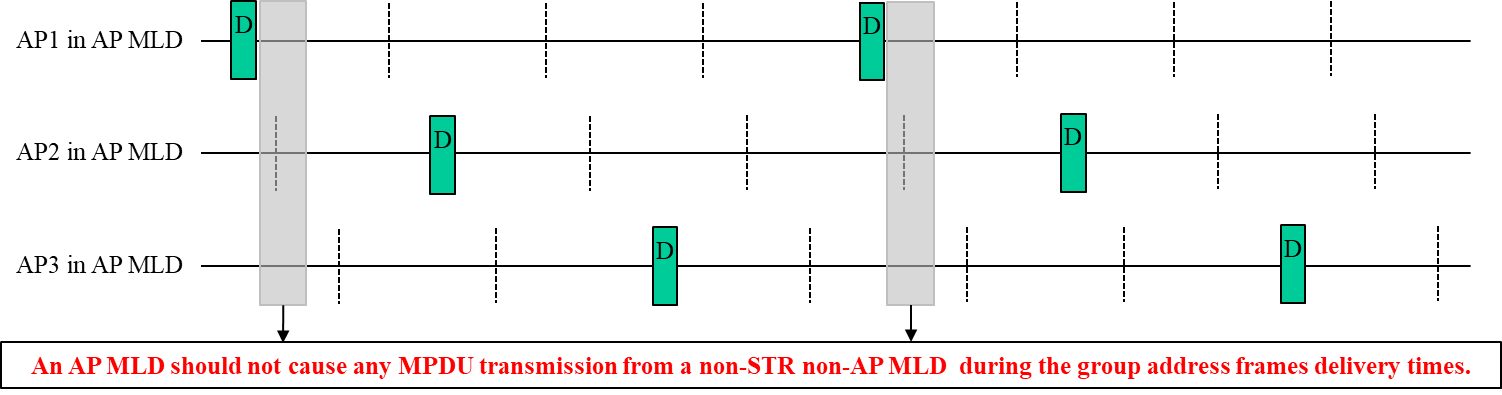 D
D
AP1 in AP MLD
D
D
AP2 in AP MLD
D
D
AP3 in AP MLD
An AP MLD should not cause any MPDU transmission from a non-STR non-AP MLD  during the group address frames delivery times.